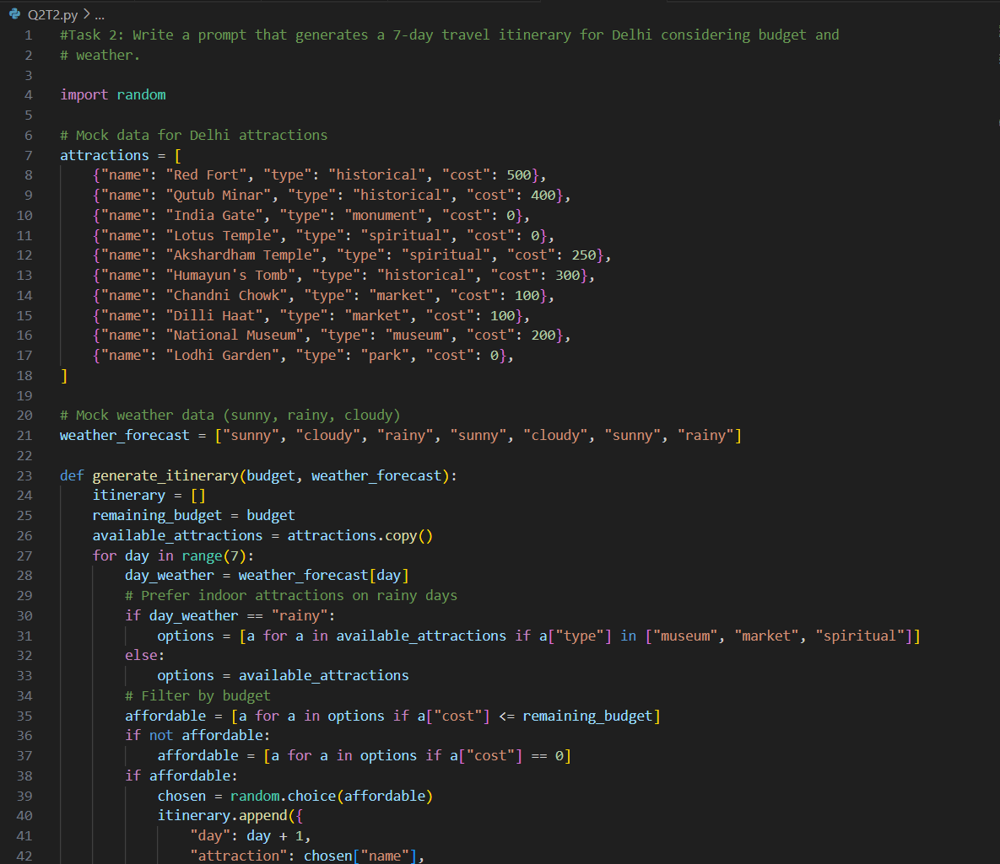 Q2T2.py > ...
1 #Task 2: Write a prompt that generates a 7-day travel itinerary for Delhi considering budget and
2 # weather.
3
4 import random
5
6 # Mock data for Delhi attractions
7 attractions = [
8     {"name": "Red Fort", "type": "historical", "cost": 500},
9     {"name": "Qutub Minar", "type": "historical", "cost": 400},
10     {"name": "India Gate", "type": "monument", "cost": 0},
11     {"name": "Lotus Temple", "type": "spiritual", "cost": 0},
12     {"name": "Akshardham Temple", "type": "spiritual", "cost": 250},
13     {"name": "Humayun's Tomb", "type": "historical", "cost": 300},
14     {"name": "Chandni Chowk", "type": "market", "cost": 100},
15     {"name": "Dilli Haat", "type": "market", "cost": 100},
16     {"name": "National Museum", "type": "museum", "cost": 200},
17     {"name": "Lodhi Garden", "type": "park", "cost": 0},
18 ]
19
20 # Mock weather data (sunny, rainy, cloudy)
21 weather_forecast = ["sunny", "cloudy", "rainy", "sunny", "cloudy", "sunny", "rainy"]
22
23 def generate_itinerary(budget, weather_forecast):
24     itinerary = []
25     remaining_budget = budget
26     available_attractions = attractions.copy()
27     for day in range(7):
28         day_weather = weather_forecast[day]
29         # Prefer indoor attractions on rainy days
30         if day_weather == "rainy":
31             options = [a for a in available_attractions if a["type"] in ["museum", "market", "spiritual"]]
32         else:
33             options = available_attractions
34         # Filter by budget
35         affordable = [a for a in options if a["cost"] <= remaining_budget]
36         if not affordable:
37             affordable = [a for a in options if a["cost"] == 0]
38         if affordable:
39             chosen = random.choice(affordable)
40             itinerary.append({
41                 "day": day + 1,
42                 "attraction": chosen["name"],